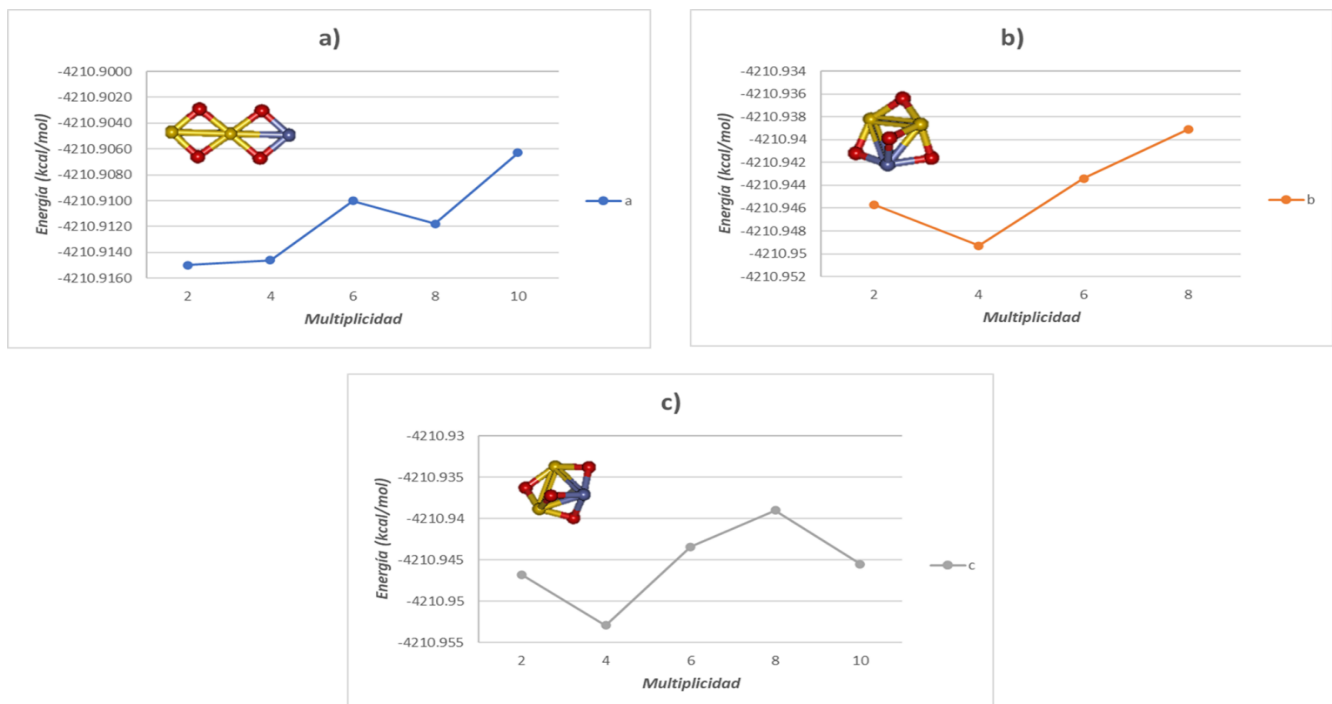 a)
Energía (kcal/mol)
-4210.9000
-4210.9020
-4210.9040
-4210.9060
-4210.9080
-4210.9100
-4210.9120
-4210.9140
-4210.9160
2 4 6 8 10
Multiplicidad
a
b)
Energía (kcal/mol)
-4210.934
-4210.936
-4210.938
-4210.94
-4210.942
-4210.944
-4210.946
-4210.948
-4210.95
-4210.952
2 4 6 8
Multiplicidad
b
c)
Energía (kcal/mol)
-4210.93
-4210.935
-4210.94
-4210.945
-4210.95
-4210.955
2 4 6 8 10
Multiplicidad
c